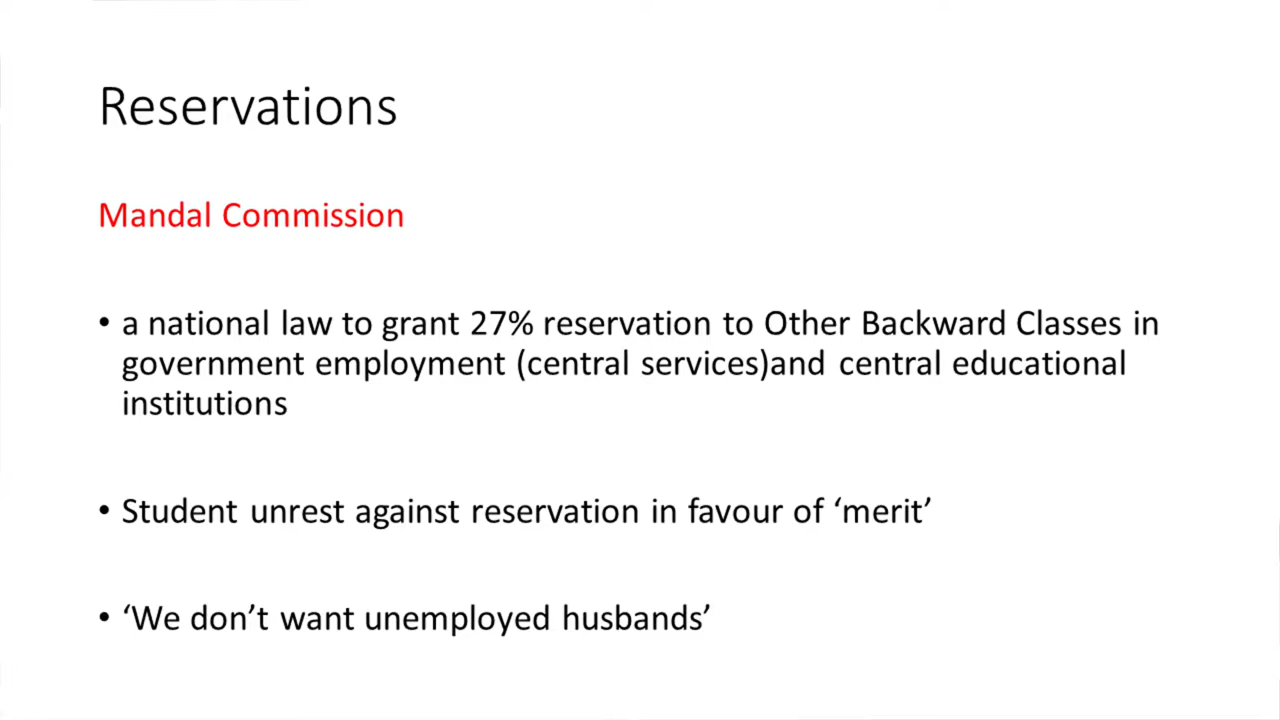 Reservations
Mandal Commission
• a national law to grant 27% reservation to Other Backward Classes in
government employment (central services)and central educational
institutions
• Student unrest against reservation in favour of ‘merit’
• ‘We don’t want unemployed husbands’